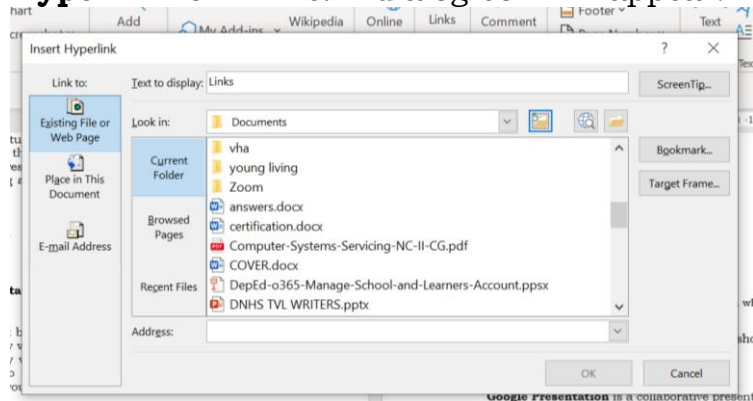 Add
My Add-ins
Wikipedia
Online
Links
Comment
Footer
Text
Insert Hyperlink
? ×
Link to:
Text to display: Links
ScreenTip...
Existing File or
Web Page
Look in: Documents
Place in This
Document
E-mail Address
Current
Folder
Browsed
Pages
Recent Files
vha
young living
Zoom
answers.docx
certification.docx
Computer-Systems-Servicing-NC-II-CG.pdf
COVER.docx
DepEd-o365-Manage-School-and-Learners-Account.ppsx
DNHS TVL WRITERS.pptx
Bookmark...
Target Frame...
Address:
OK
Cancel
Google Presentation is a collaborative present